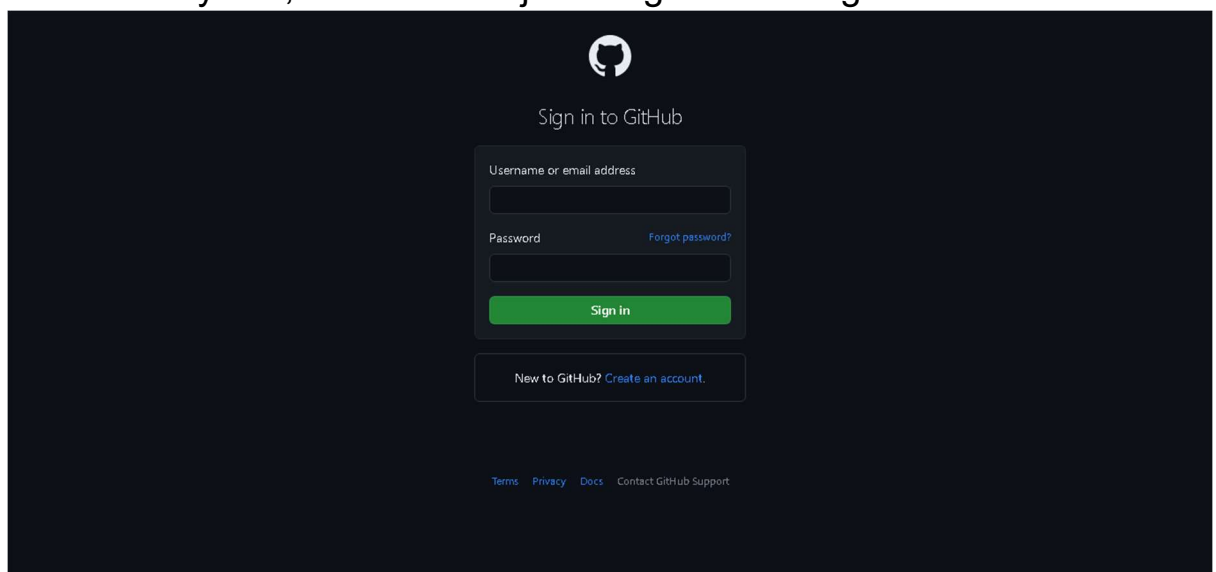 Sign in to GitHub
Username or email address
Password Forgot password?
Sign in
New to GitHub? Create an account.
Terms Privacy Docs Contact GitHub Support